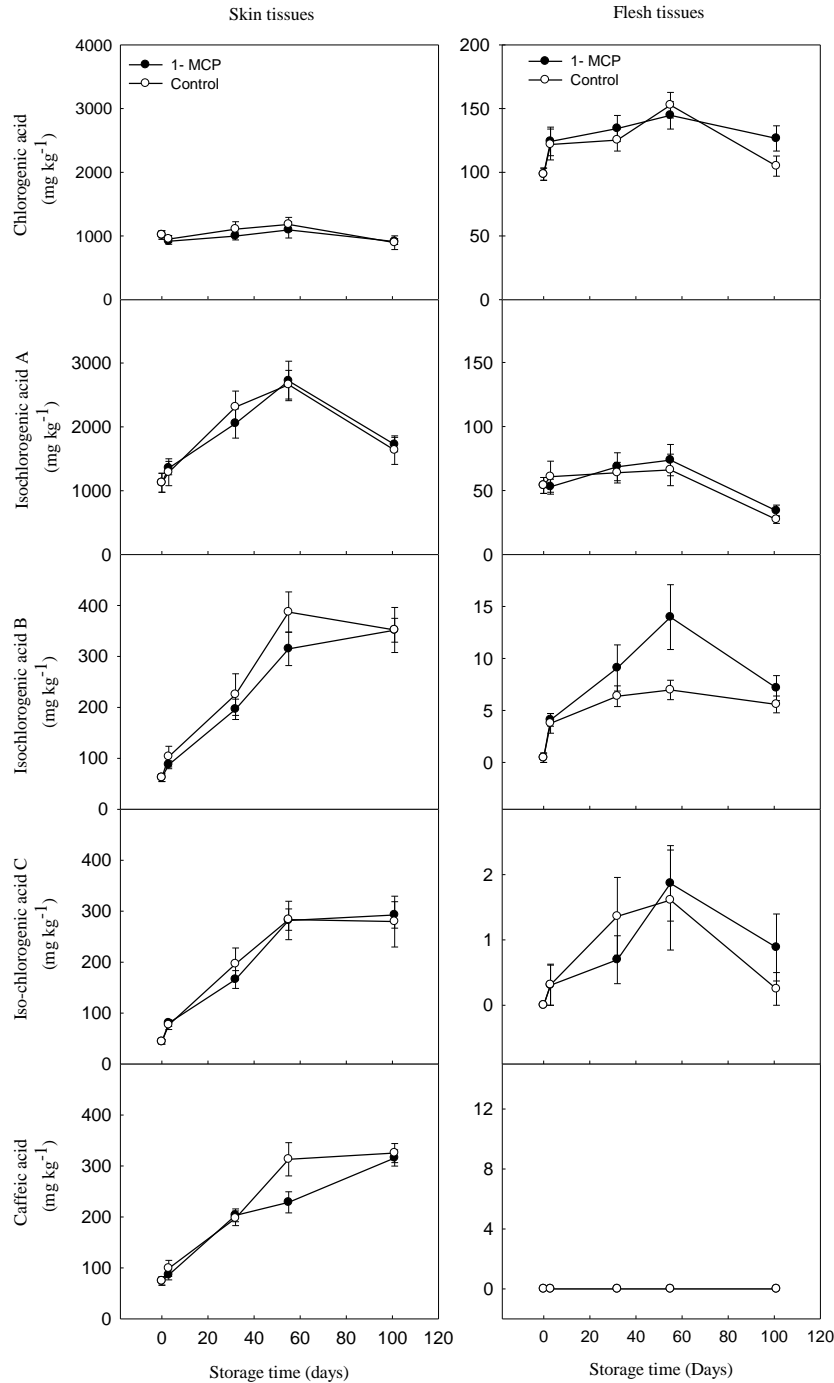 Skin tissues
Flesh tissues
Chlorogenic acid
(mg kg-1)
4000
3000
2000
1000
0
1- MCP
Control
200
150
100
50
0
1- MCP
Control
Isochlorogenic acid A
(mg kg-1)
3000
2000
1000
0
150
100
50
0
Isochlorogenic acid B
(mg kg-1)
400
300
200
100
0
15
10
5
0
Iso-chlorogenic acid C
(mg kg-1)
400
300
200
100
0
2
1
0
Caffeic acid
(mg kg-1)
400
300
200
100
0
12
8
4
0
0 20 40 60 80 100 120
0 20 40 60 80 100 120
Storage time (days)
Storage time (Days)